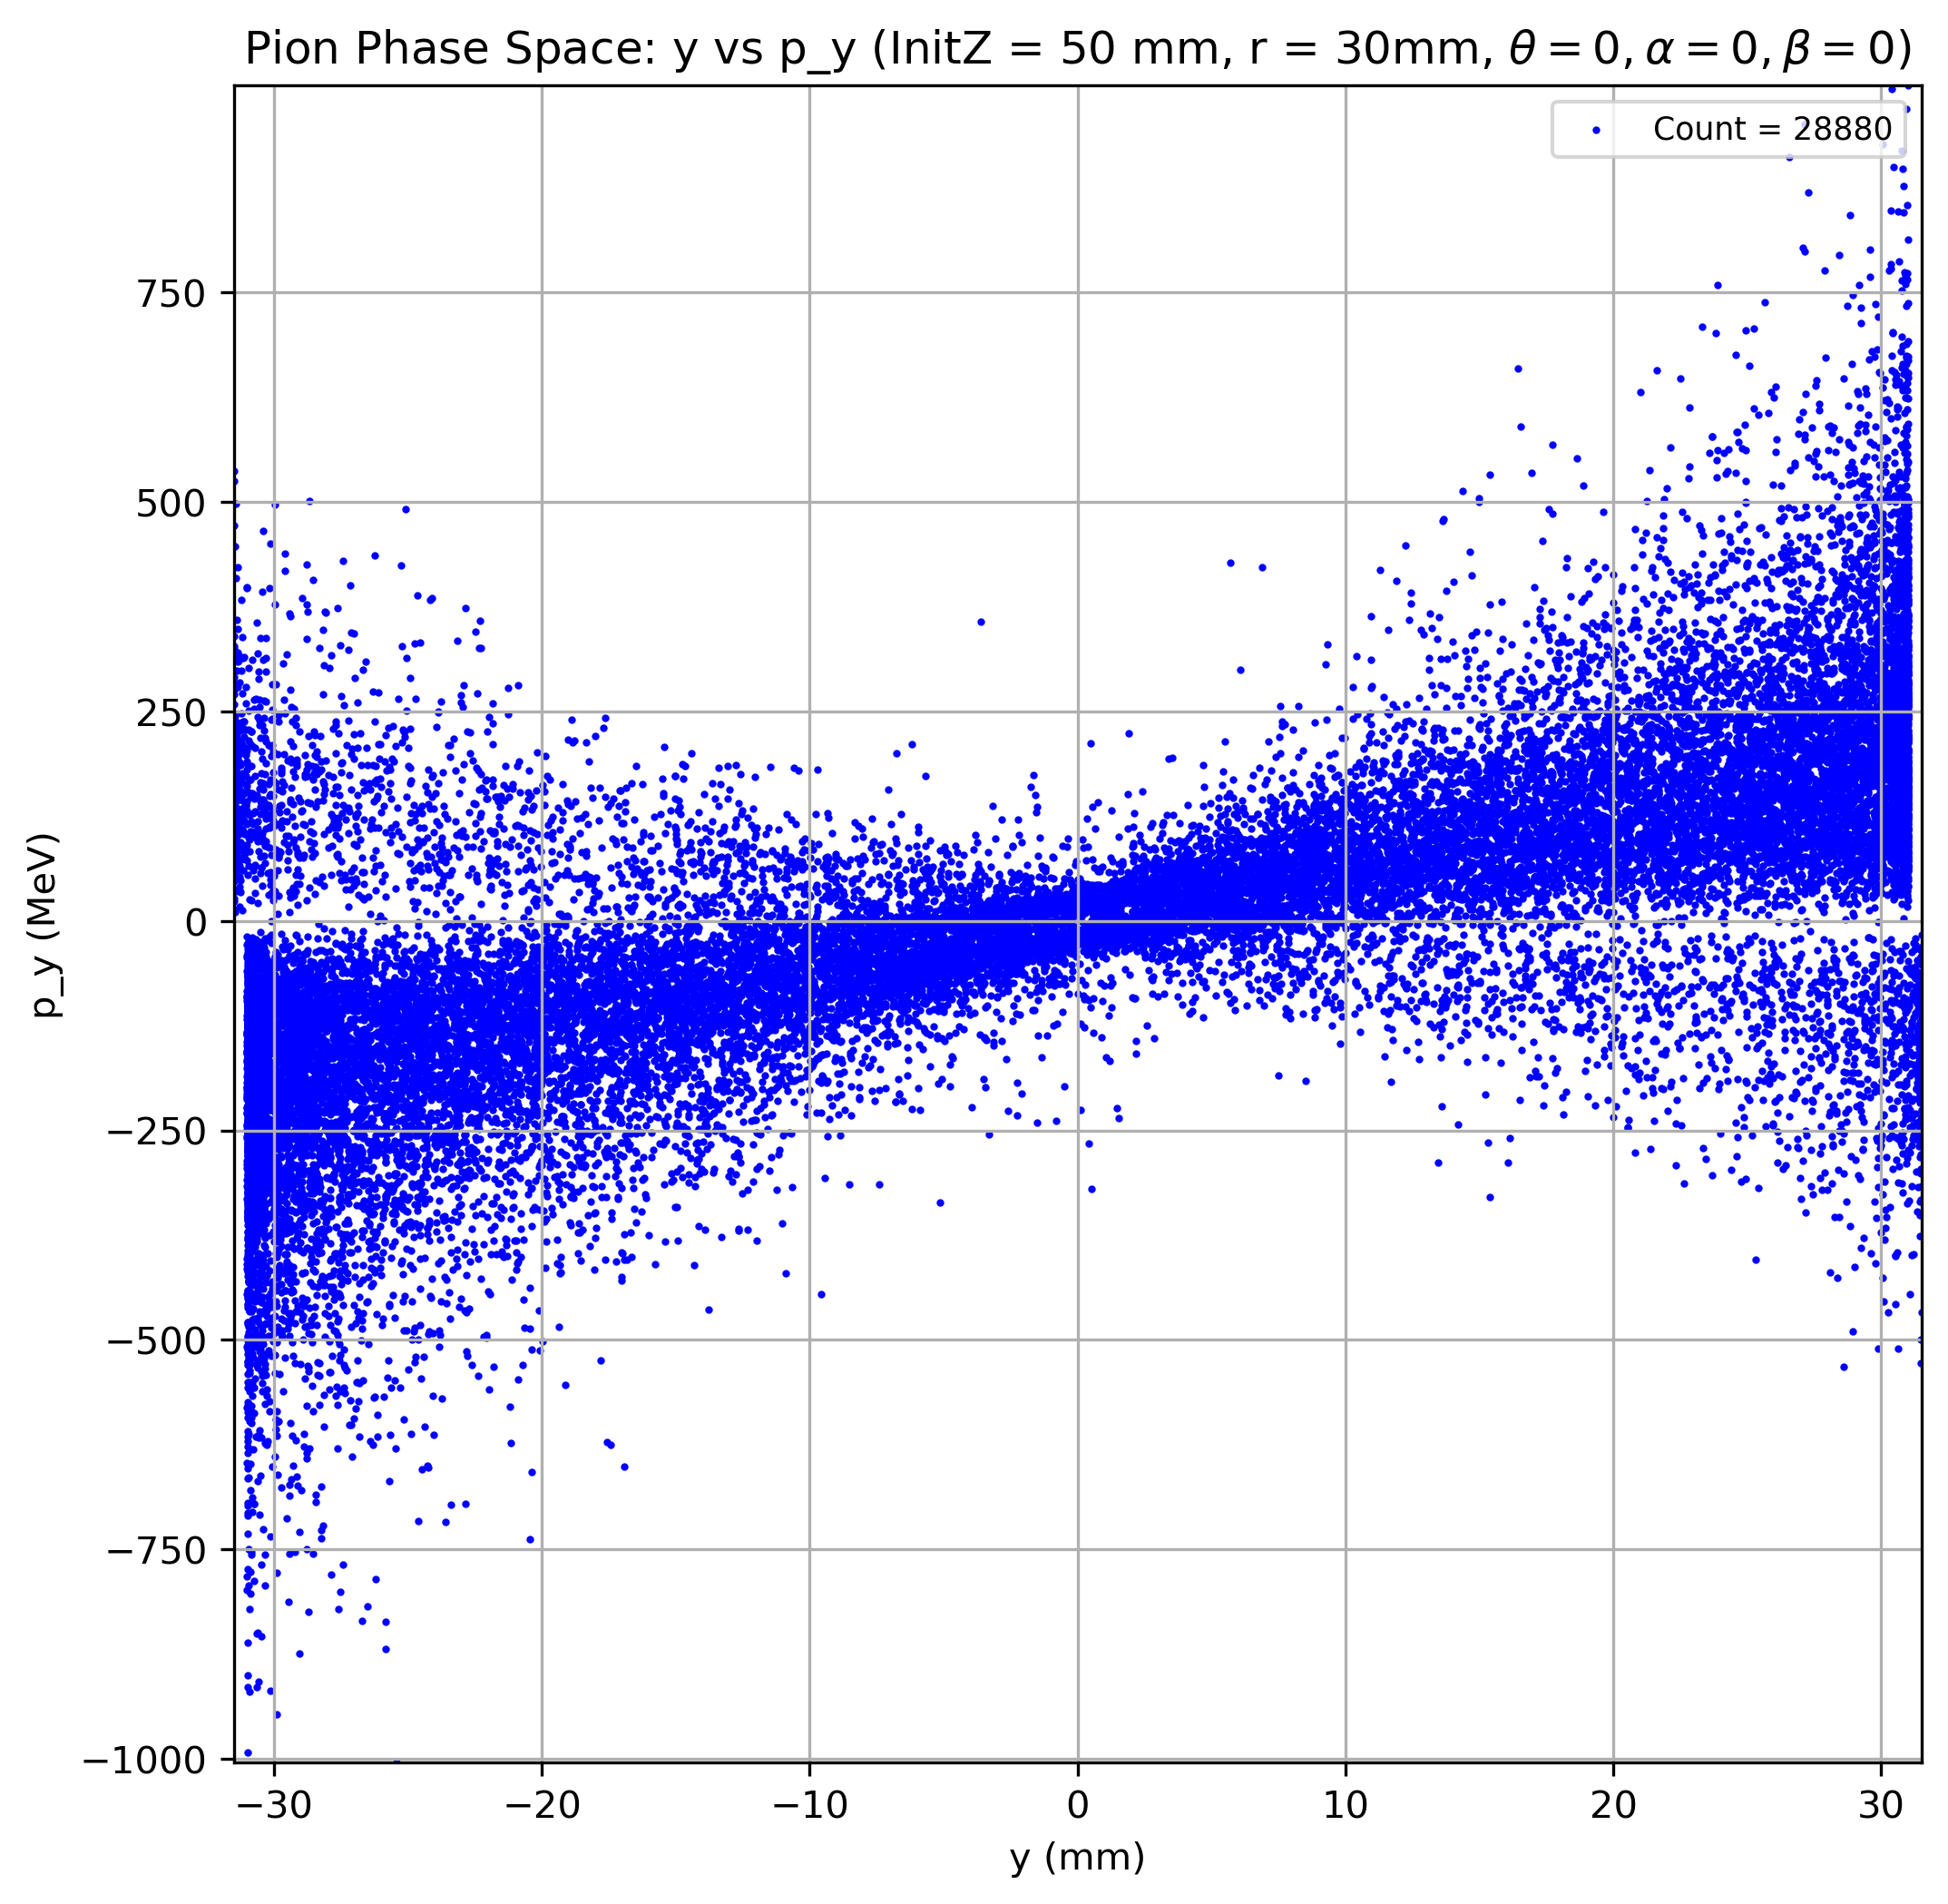 Pion Phase Space: y vs p_y (InitZ = 50 mm, r = 30mm, θ = 0, α = 0, β = 0)
Count = 28880
750
500
250
0
−250
−500
−750
−1000
p_y (MeV)
−30 −20 −10 0 10 20 30
y (mm)